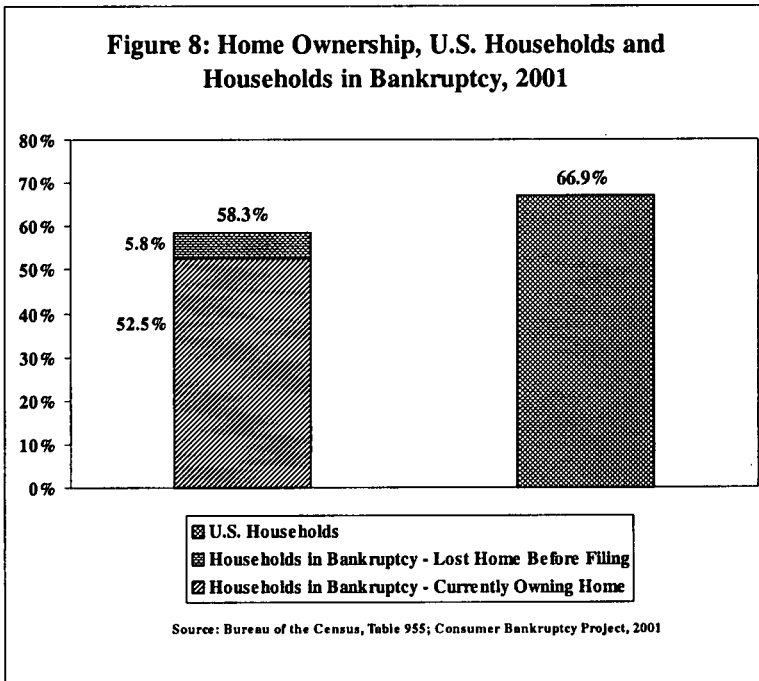 Figure 8: Home Ownership, U.S. Households and
Households in Bankruptcy, 2001
80%
70%
60%
50%
40%
30%
20%
10%
0%
58.3%
5.8%
52.5%
66.9%
U.S. Households
Households in Bankruptcy - Lost Home Before Filing
Households in Bankruptcy - Currently Owning Home
Source: Bureau of the Census, Table 955; Consumer Bankruptcy Project, 2001